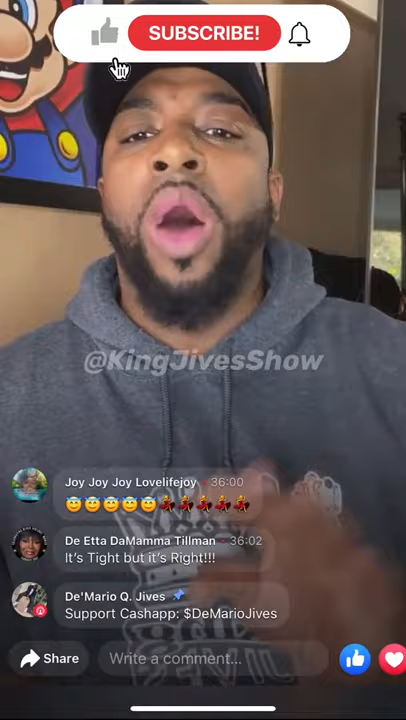 SUBSCRIBE!
@KingJivesShow
Joy Joy Joy Lovelifejoy • 36:00
😇😇😇😇😇💃💃💃💃💃
De Etta DaMamma Tillman • 36:02
It's Tight but it's Right!!!
De'Mario Q. Jives 📌
Support Cashapp: $DeMarioJives
Share
Write a comment...